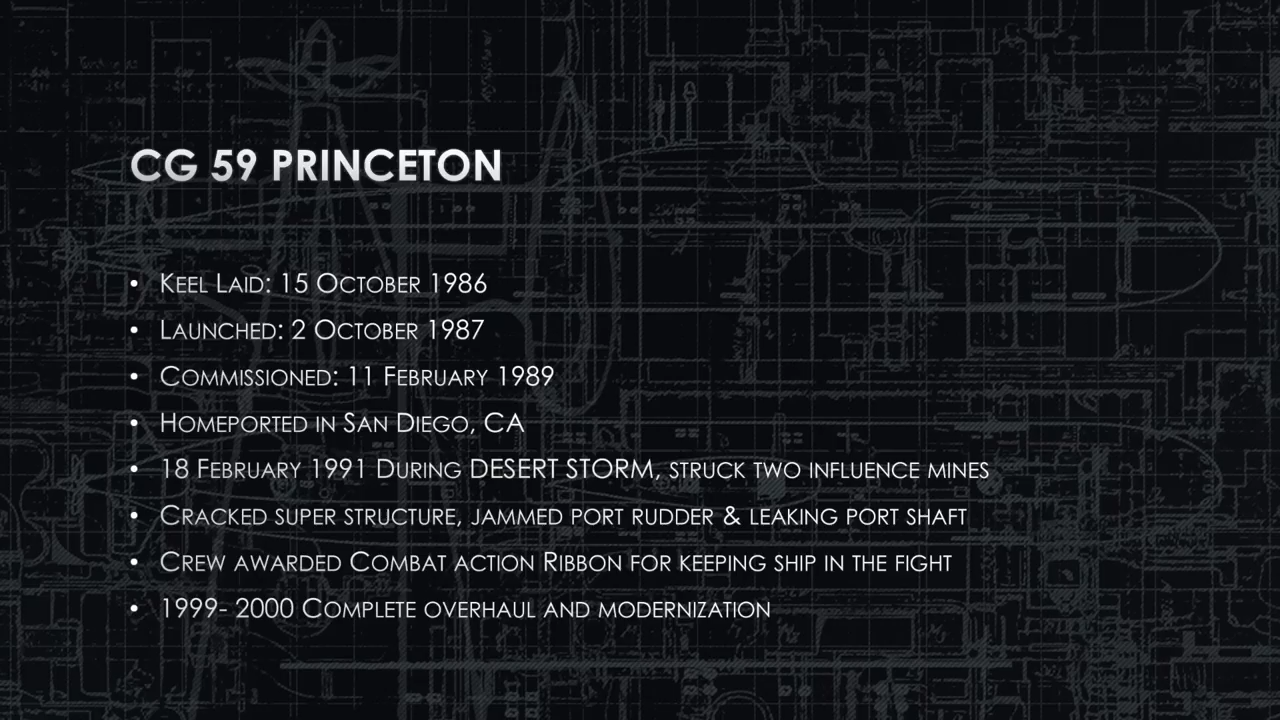 CG 59 PRINCETON
• Keel Laid: 15 October 1986
• Launched: 2 October 1987
• Commissioned: 11 February 1989
• Homeported in San Diego, CA
• 18 February 1991 During DESERT STORM, struck two influence mines
• Cracked super structure, jammed port rudder & leaking port shaft
• Crew awarded Combat action Ribbon for keeping ship in the fight
• 1999- 2000 Complete overhaul and modernization